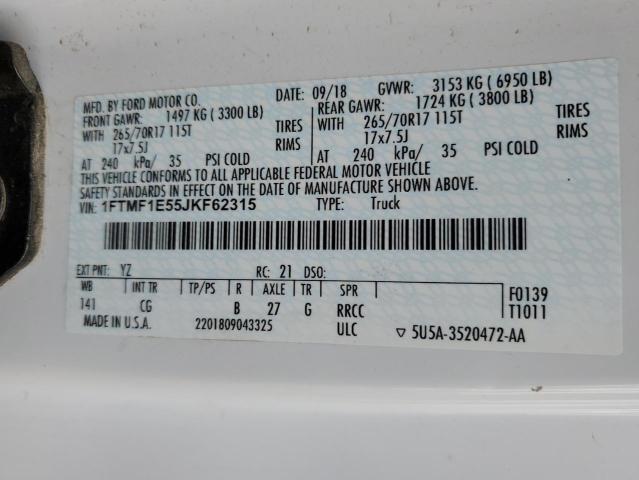 MFD. BY FORD MOTOR CO.
DATE: 09/18 GVWR: 3153 KG ( 6950 LB)
FRONT GAWR: 1497 KG ( 3300 LB)
REAR GAWR: 1724 KG ( 3800 LB)
WITH 265/70R17 115T TIRES
WITH 265/70R17 115T TIRES
17x7.5J RIMS
17x7.5J RIMS
AT 240 kPa/ 35 PSI COLD
AT 240 kPa/ 35 PSI COLD
THIS VEHICLE CONFORMS TO ALL APPLICABLE FEDERAL MOTOR VEHICLE
SAFETY STANDARDS IN EFFECT ON THE DATE OF MANUFACTURE SHOWN ABOVE.
VIN: 1FTMF1E55JKF62315 TYPE: Truck
EXT PNT: YZ RC: 21 DSO:
WB INT TR TP/PS R AXLE TR SPR F0139
141 CG B 27 G RRCC T1011
MADE IN U.S.A. 2201809043325 ULC ▽ 5U5A-3520472-AA